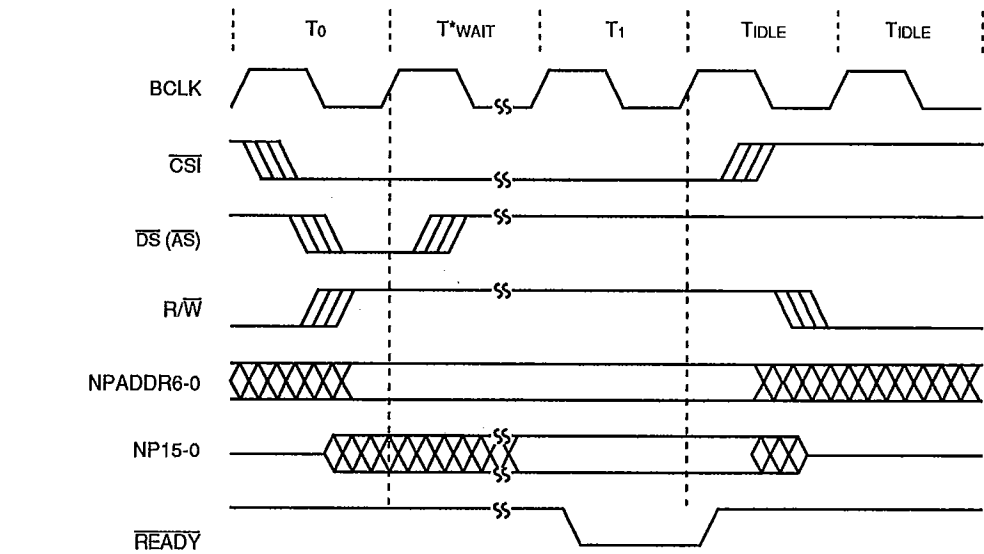 T0 T*WAIT T1 TIDLE TIDLE
BCLK
CSI
DS (AS)
R/W
NPADDR6-0
NP15-0
READY